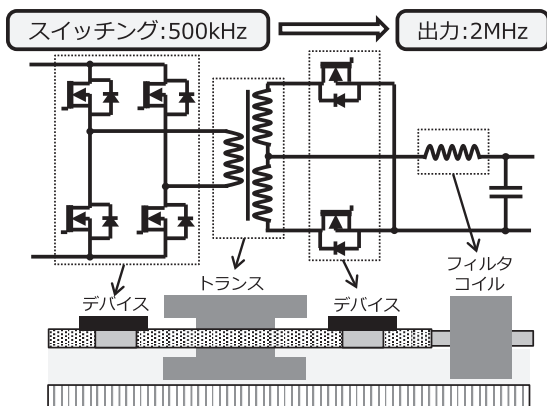 スイッチング:500kHz
出力:2MHz
フィルタ
コイル
デバイス
トランス
デバイス